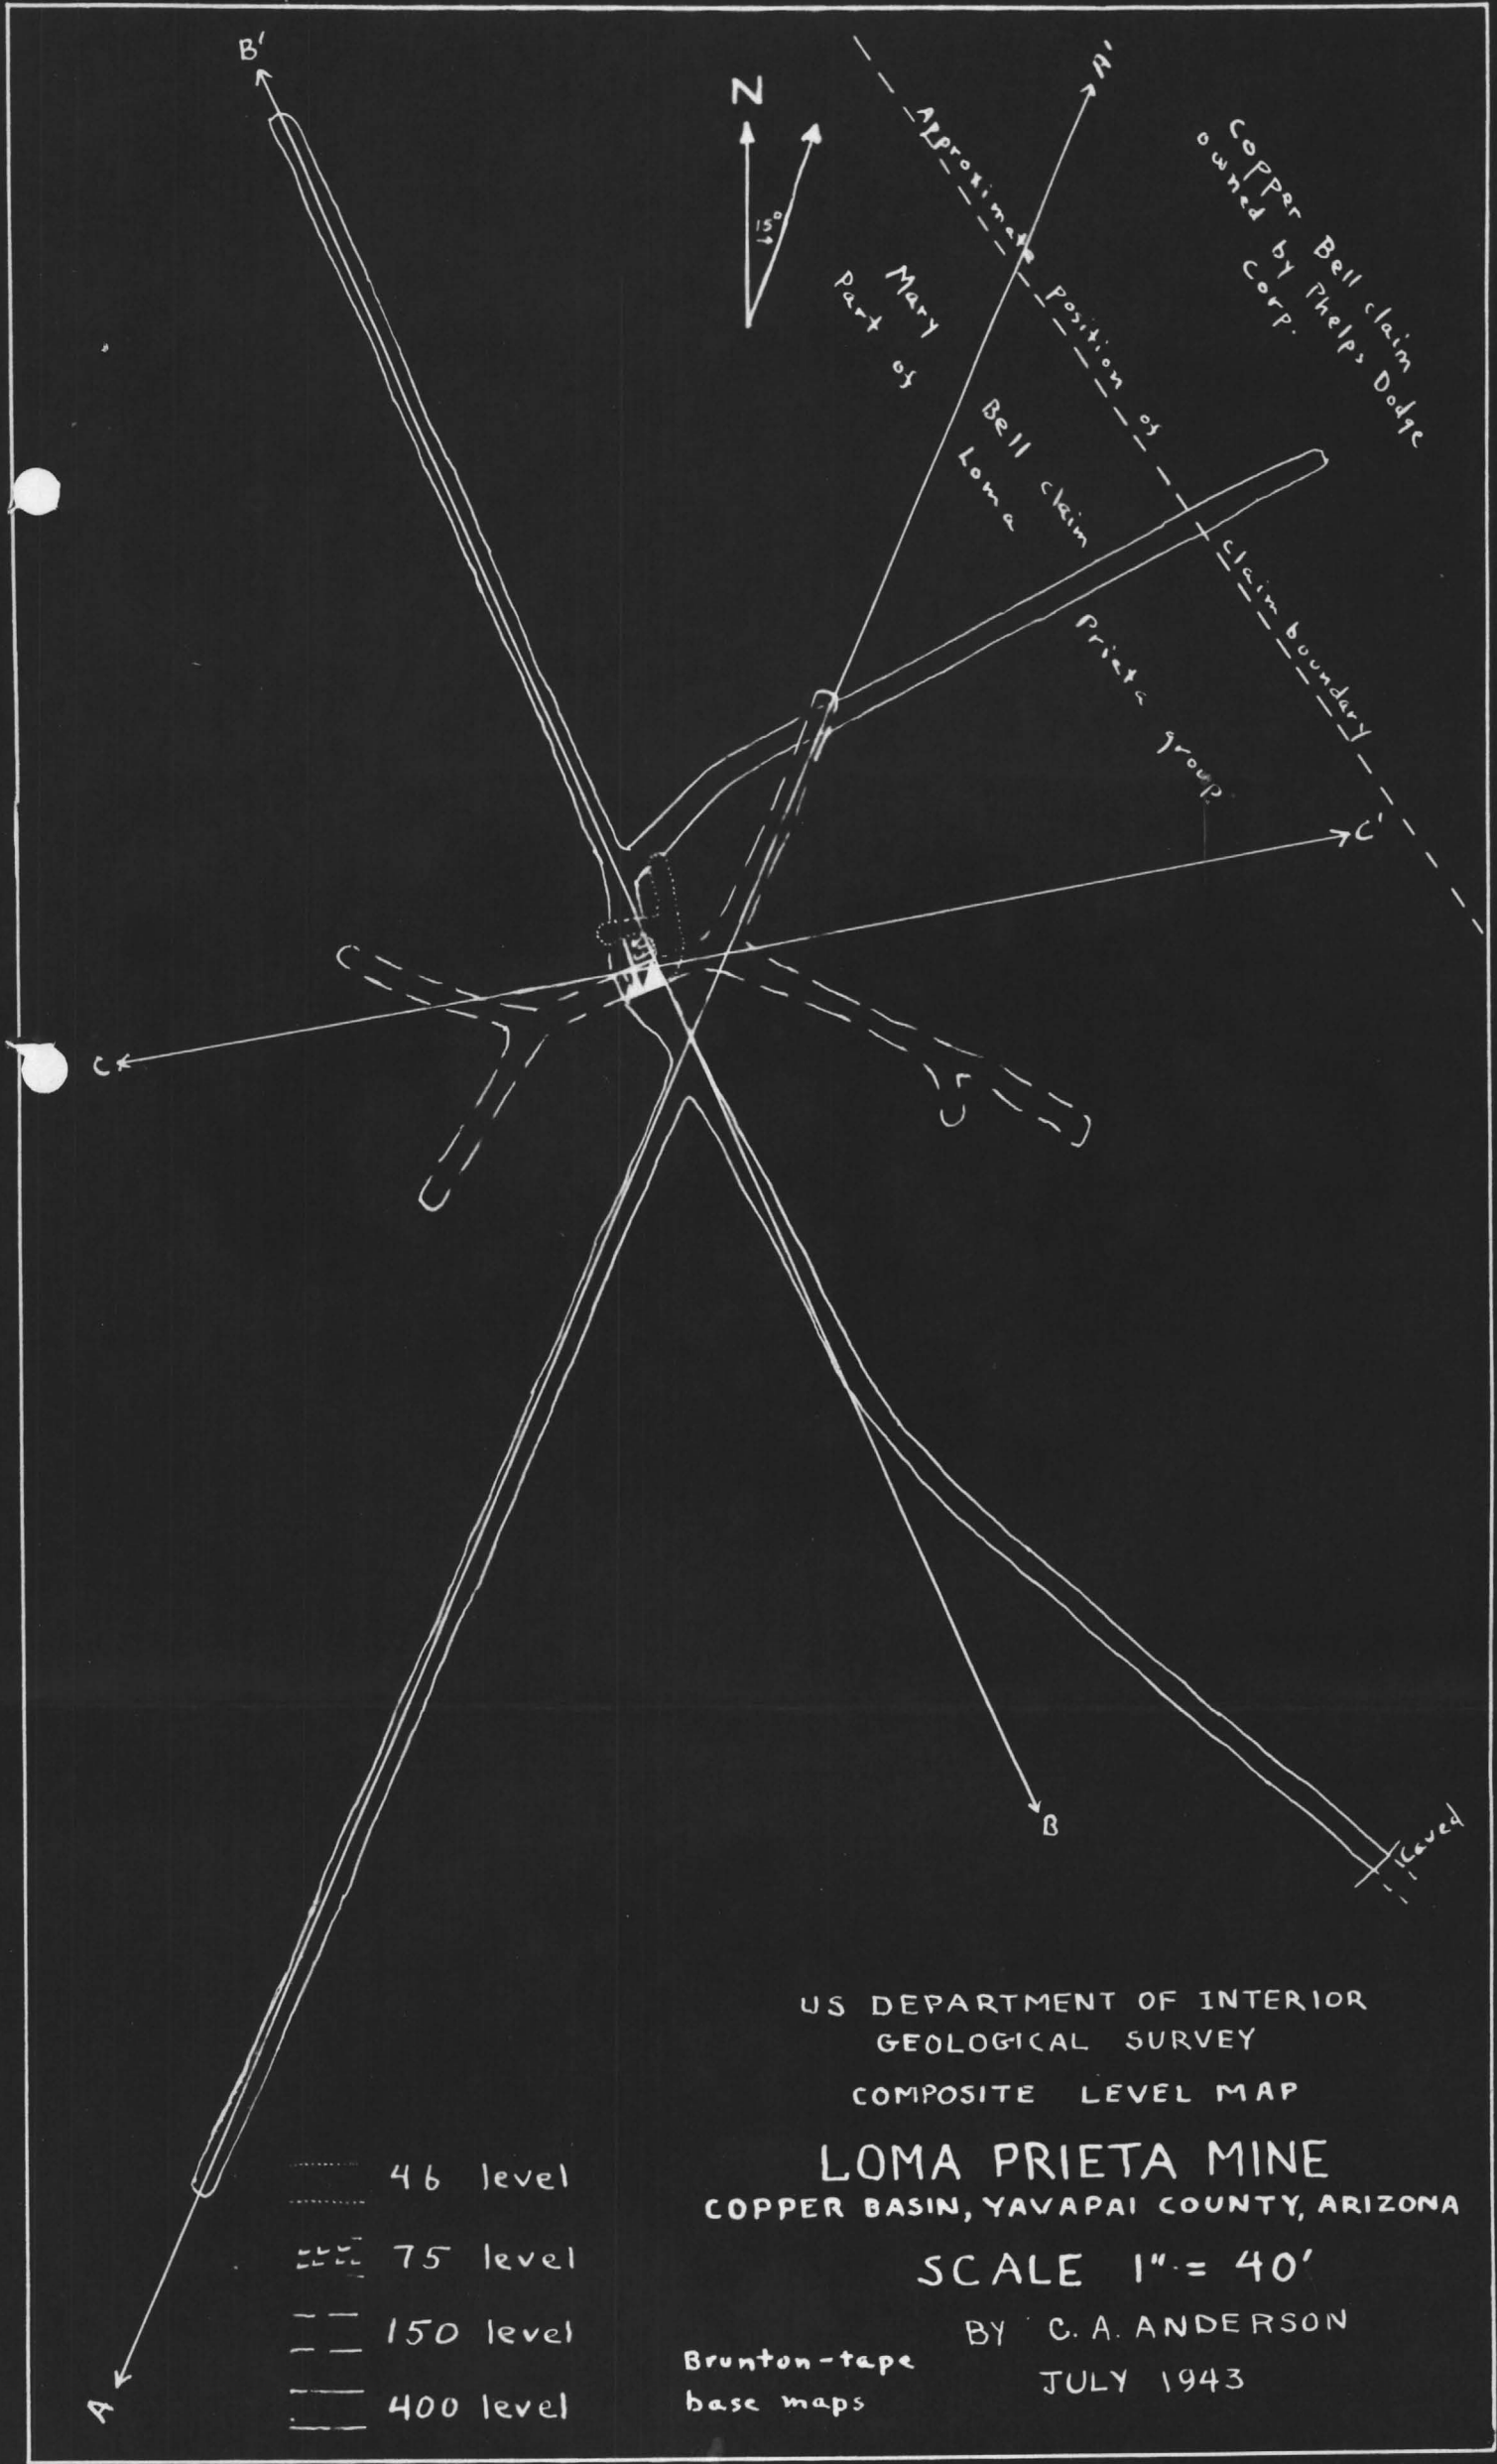 B'
N
A'
15°
Copper Bell claim
owned by Phelps Dodge
Corp.
Approximate position of claim boundary
Mary Bell claim
Part of Loma Prieta group
C'
C
B
caved
A
US DEPARTMENT OF INTERIOR
GEOLOGICAL SURVEY
COMPOSITE LEVEL MAP
LOMA PRIETA MINE
COPPER BASIN, YAVAPAI COUNTY, ARIZONA
SCALE 1" = 40'
BY C. A. ANDERSON
JULY 1943
Brunton-tape
base maps
46 level
75 level
150 level
400 level